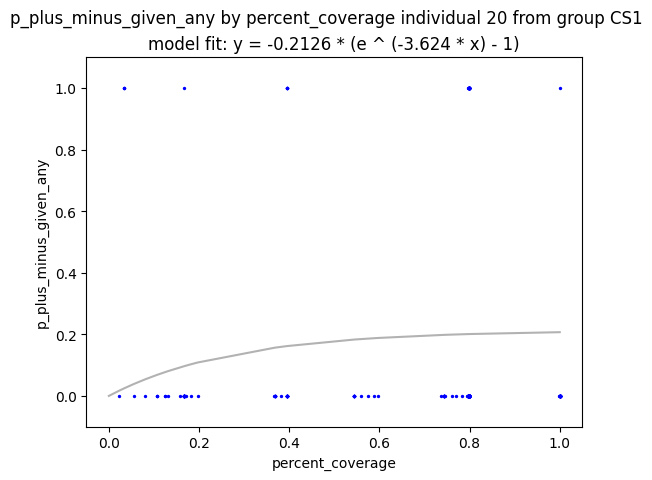 p_plus_minus_given_any by percent_coverage individual 20 from group CS1
model fit: y = -0.2126 * (e ^ (-3.624 * x) - 1)
1.0
0.8
0.6
0.4
0.2
0.0
p_plus_minus_given_any
0.0 0.2 0.4 0.6 0.8 1.0
percent_coverage